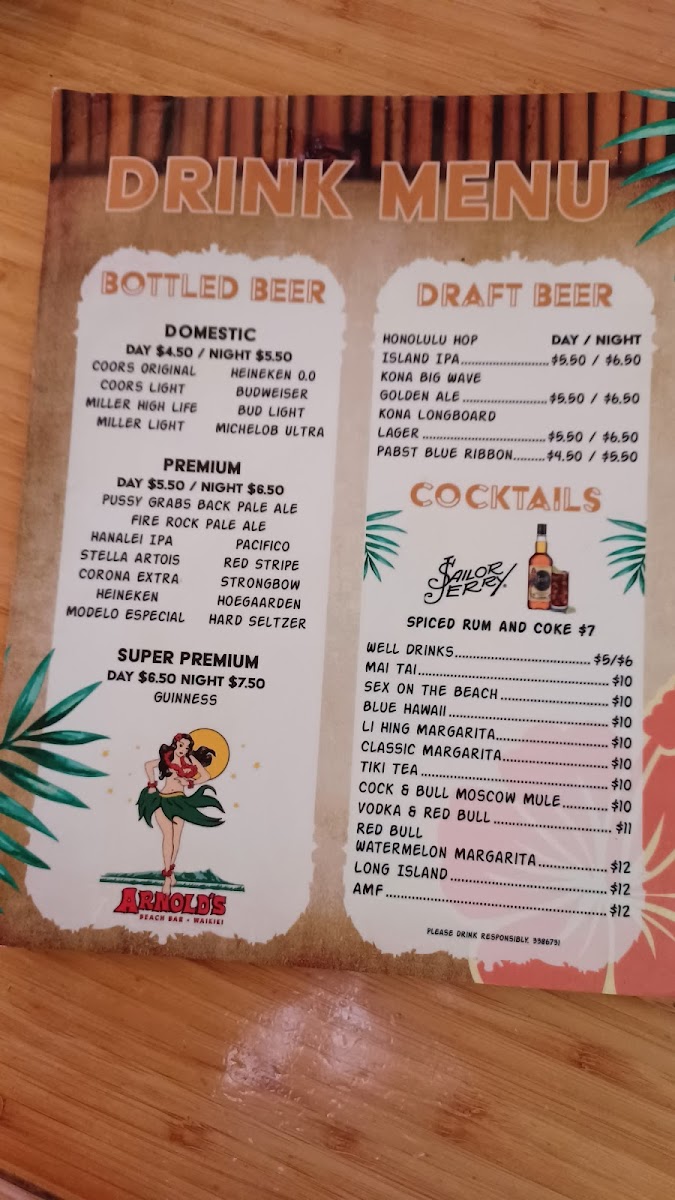 DRINK MENU
BOTTLED BEER
DOMESTIC
DAY $4.50 / NIGHT $5.50
COORS ORIGINAL HEINEKEN 0.0
COORS LIGHT BUDWEISER
MILLER HIGH LIFE BUD LIGHT
MILLER LIGHT MICHELOB ULTRA
PREMIUM
DAY $5.50 / NIGHT $6.50
PUSSY GRABS BACK PALE ALE
FIRE ROCK PALE ALE
HANALEI IPA PACIFICO
STELLA ARTOIS RED STRIPE
CORONA EXTRA STRONGBOW
HEINEKEN HOEGAARDEN
MODELO ESPECIAL HARD SELTZER
SUPER PREMIUM
DAY $6.50 NIGHT $7.50
GUINNESS
ARNOLD'S
BEACH BAR • WAIKIKI
DRAFT BEER
HONOLULU HOP DAY / NIGHT
ISLAND IPA..................$5.50 / $6.50
KONA BIG WAVE
GOLDEN ALE.................$5.50 / $6.50
KONA LONGBOARD
LAGER.........................$5.50 / $6.50
PABST BLUE RIBBON........$4.50 / $5.50
COCKTAILS
SAILOR JERRY
SPICED RUM AND COKE $7
WELL DRINKS............................$5/$6
MAI TAI.......................................$10
SEX ON THE BEACH......................$10
BLUE HAWAII................................$10
LI HING MARGARITA......................$10
CLASSIC MARGARITA.....................$10
TIKI TEA......................................$10
COCK & BULL MOSCOW MULE.........$10
VODKA & RED BULL.......................$11
RED BULL
WATERMELON MARGARITA..............$12
LONG ISLAND...............................$12
AMF............................................$12
PLEASE DRINK RESPONSIBLY. 3586751